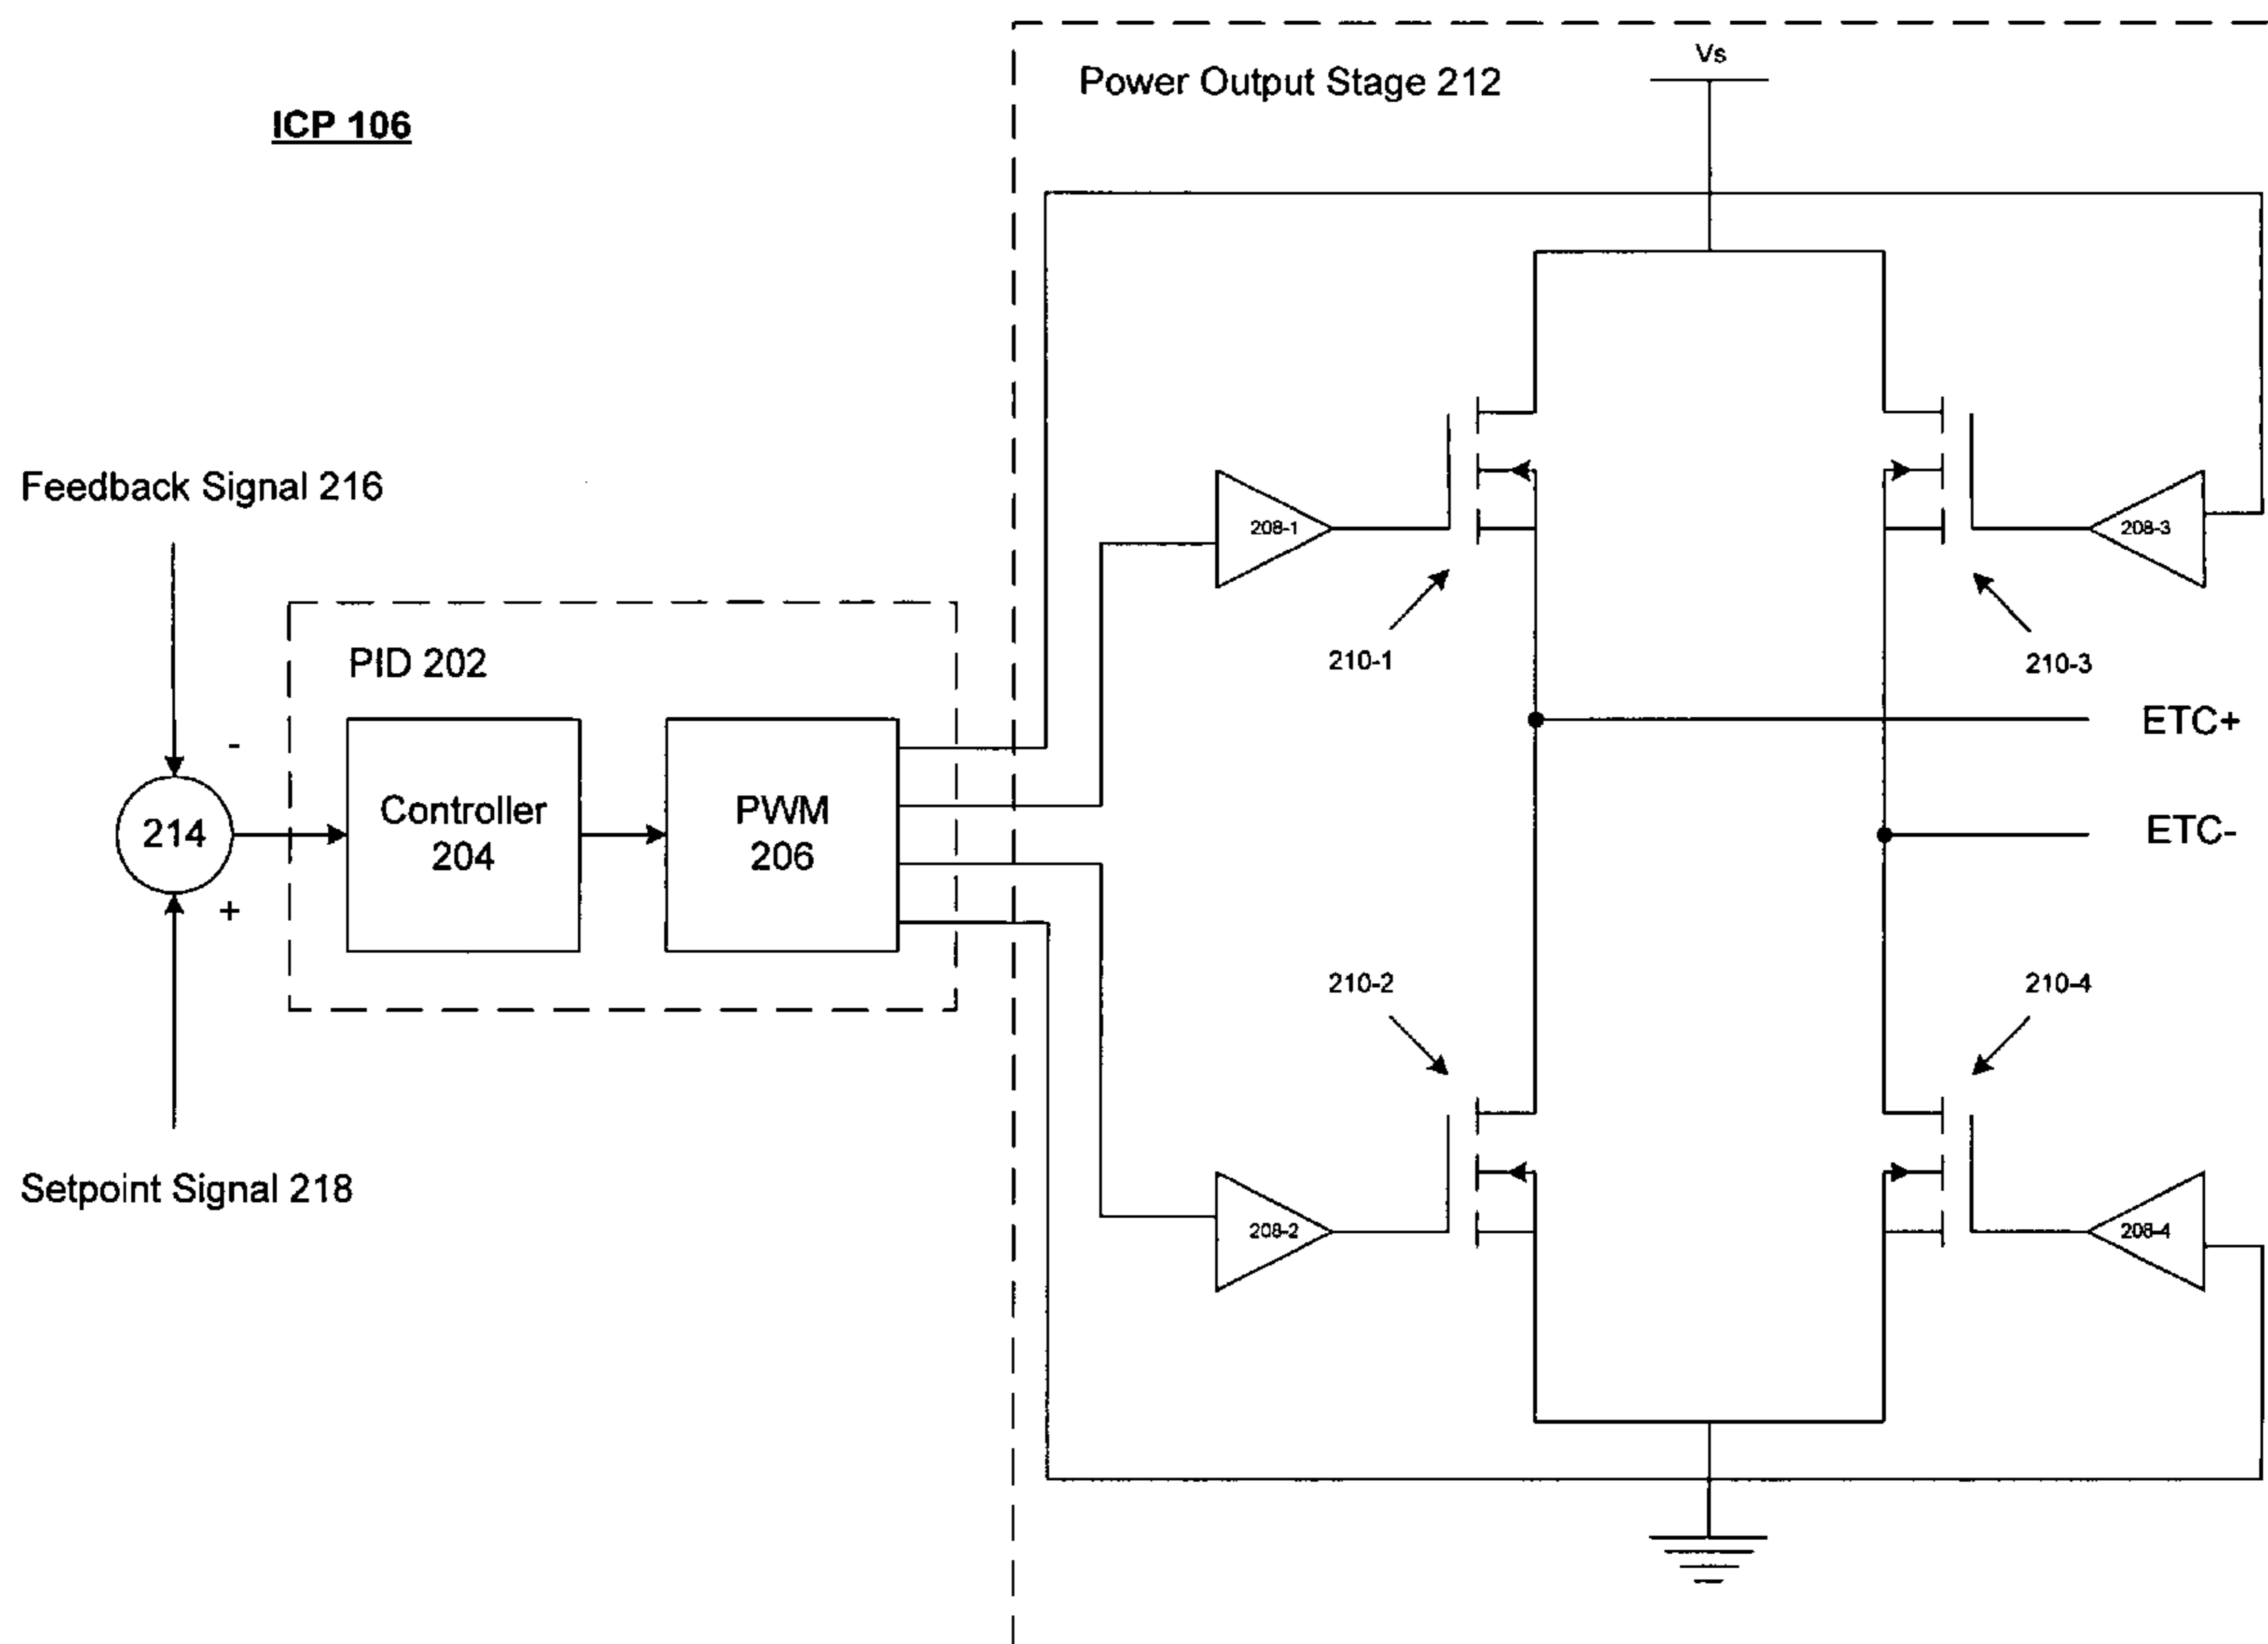 Vs
Power Output Stage 212
ICP 106
Feedback Signal 216
208-1
208-3
210-1
210-3
PID 202
ETC+
-
Controller
204
PWM
206
214
ETC-
+
210-2
210-4
Setpoint Signal 218
208-2
208-4